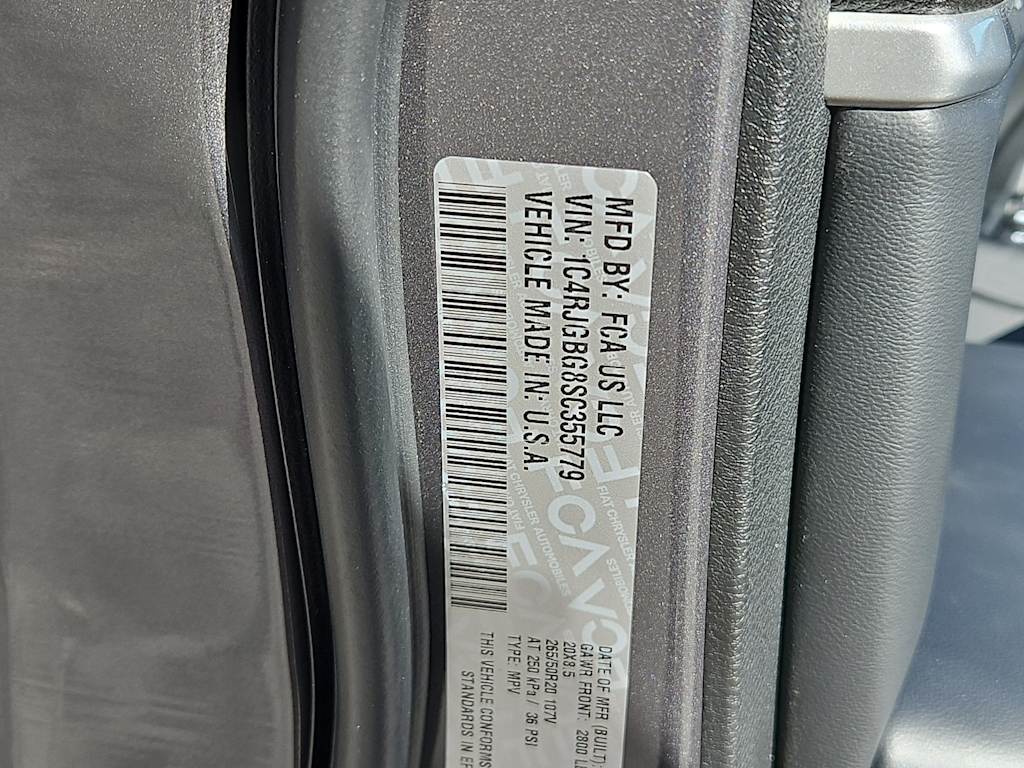 MFD BY: FCA US LLC
VIN: 1C4RJGBG8SC355779
VEHICLE MADE IN: U.S.A.
DATE OF MFR (BUILT):
GAWR FRONT: 2800 L
20X8.5
265/50R20 107V
AT 250 kPa / 36 PSI
TYPE: MPV
THIS VEHICLE CONFORMS
STANDARDS IN EF